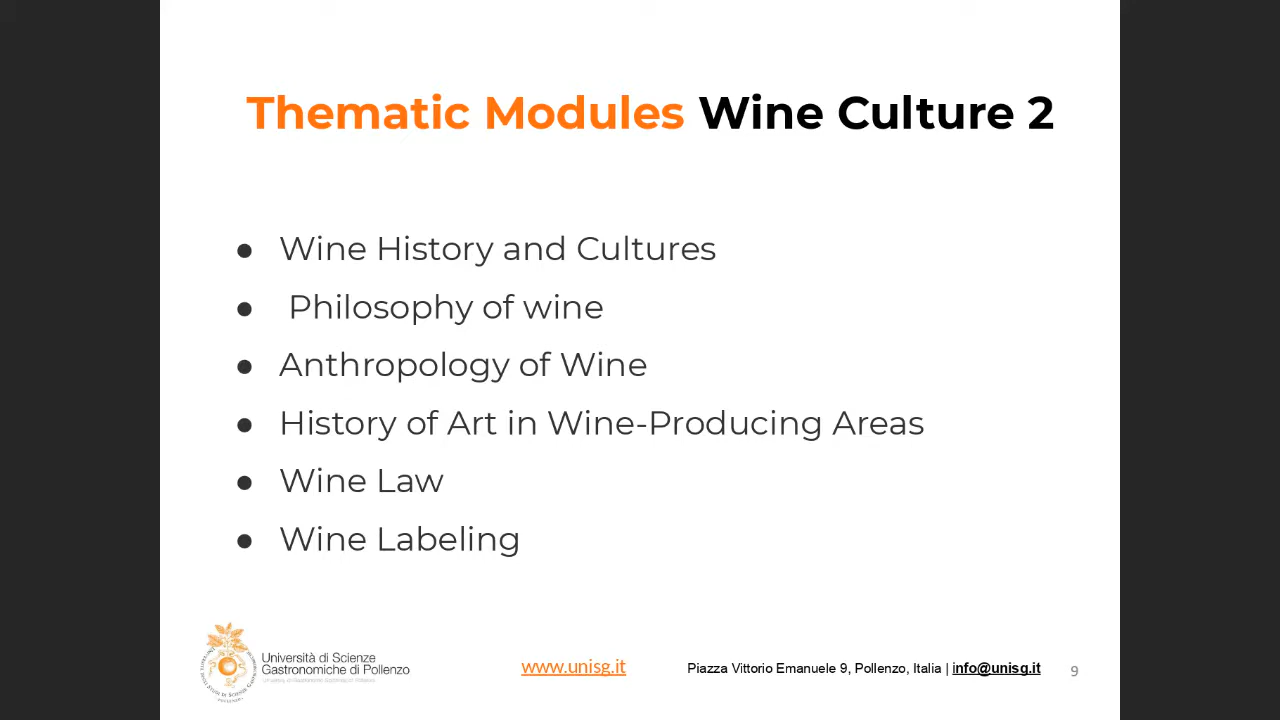 Thematic Modules Wine Culture 2
● Wine History and Cultures
● Philosophy of wine
● Anthropology of Wine
● History of Art in Wine-Producing Areas
● Wine Law
● Wine Labeling
Università di Scienze
Gastronomiche di Pollenzo
www.unisg.it
Piazza Vittorio Emanuele 9, Pollenzo, Italia | info@unisg.it
9